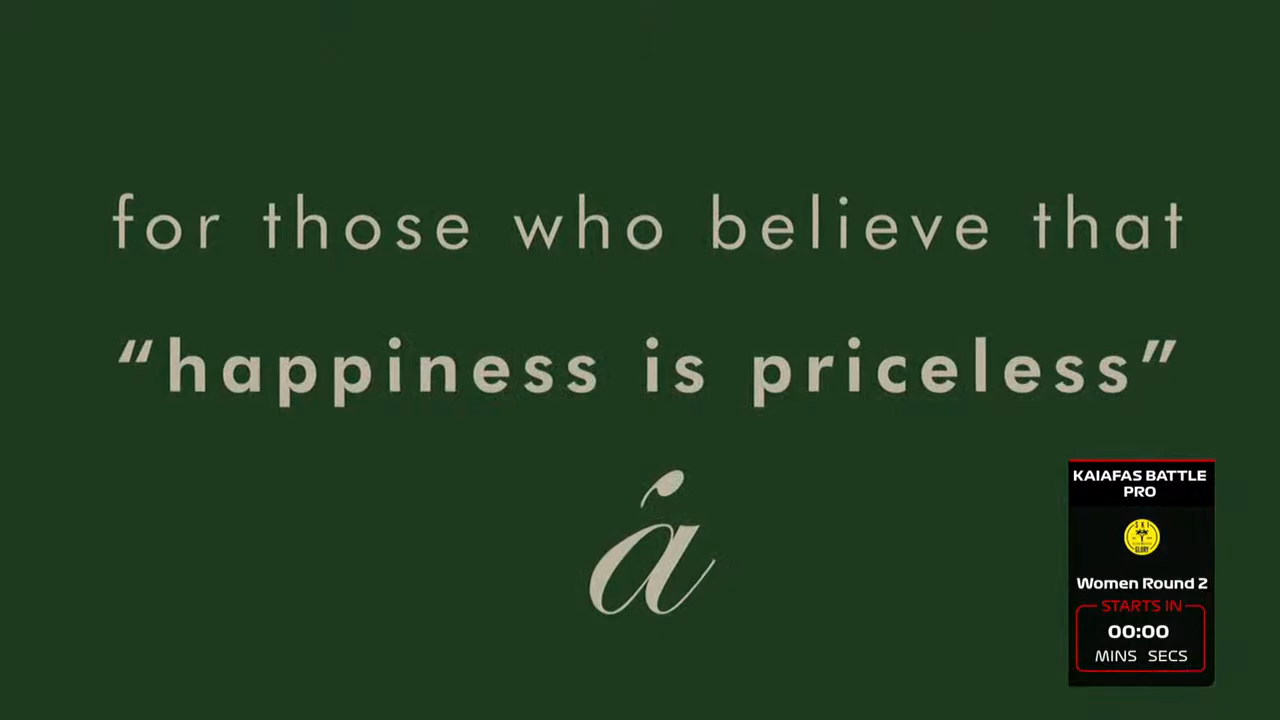 for those who believe that
“happiness is priceless”
ά
KAIAFAS BATTLE
PRO
GLORY
Women Round 2
STARTS IN
00:00
MINS SECS